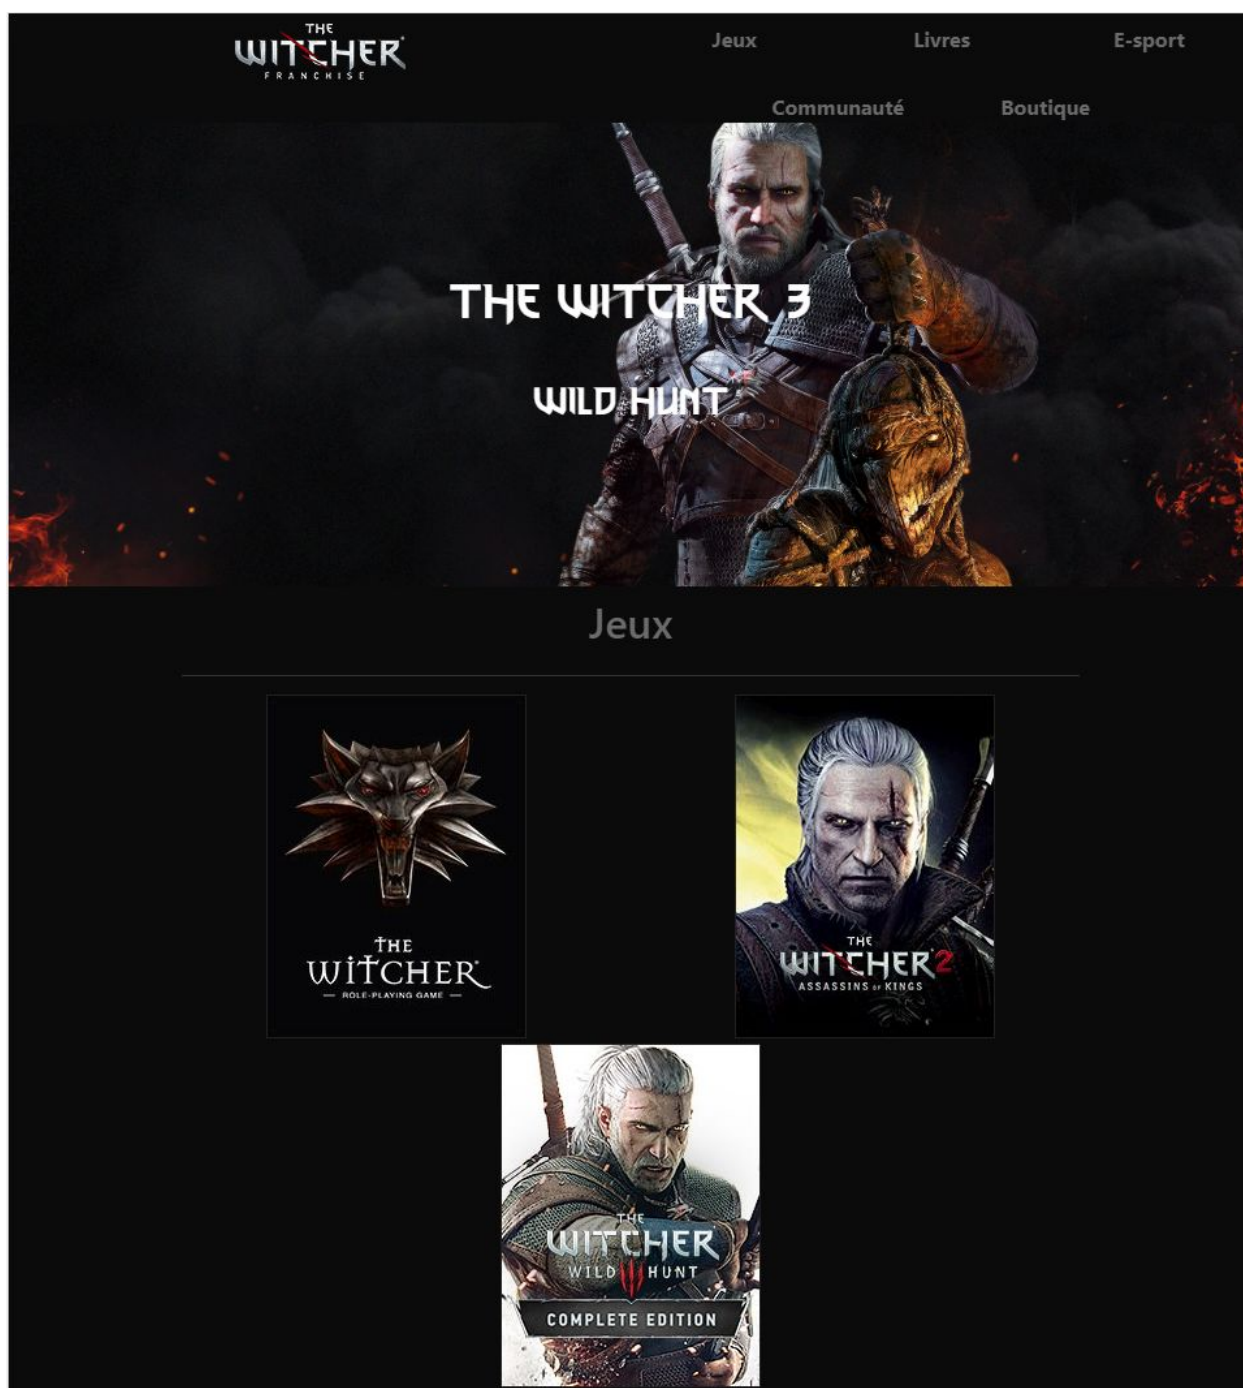 THE
WITCHER
FRANCHISE
Jeux
Livres
E-sport
Communauté
Boutique
THE WITCHER 3
WILD HUNT
Jeux
THE
WITCHER
ROLE-PLAYING GAME
THE
WITCHER 2
ASSASSINS OF KINGS
THE
WITCHER
WILD HUNT
COMPLETE EDITION